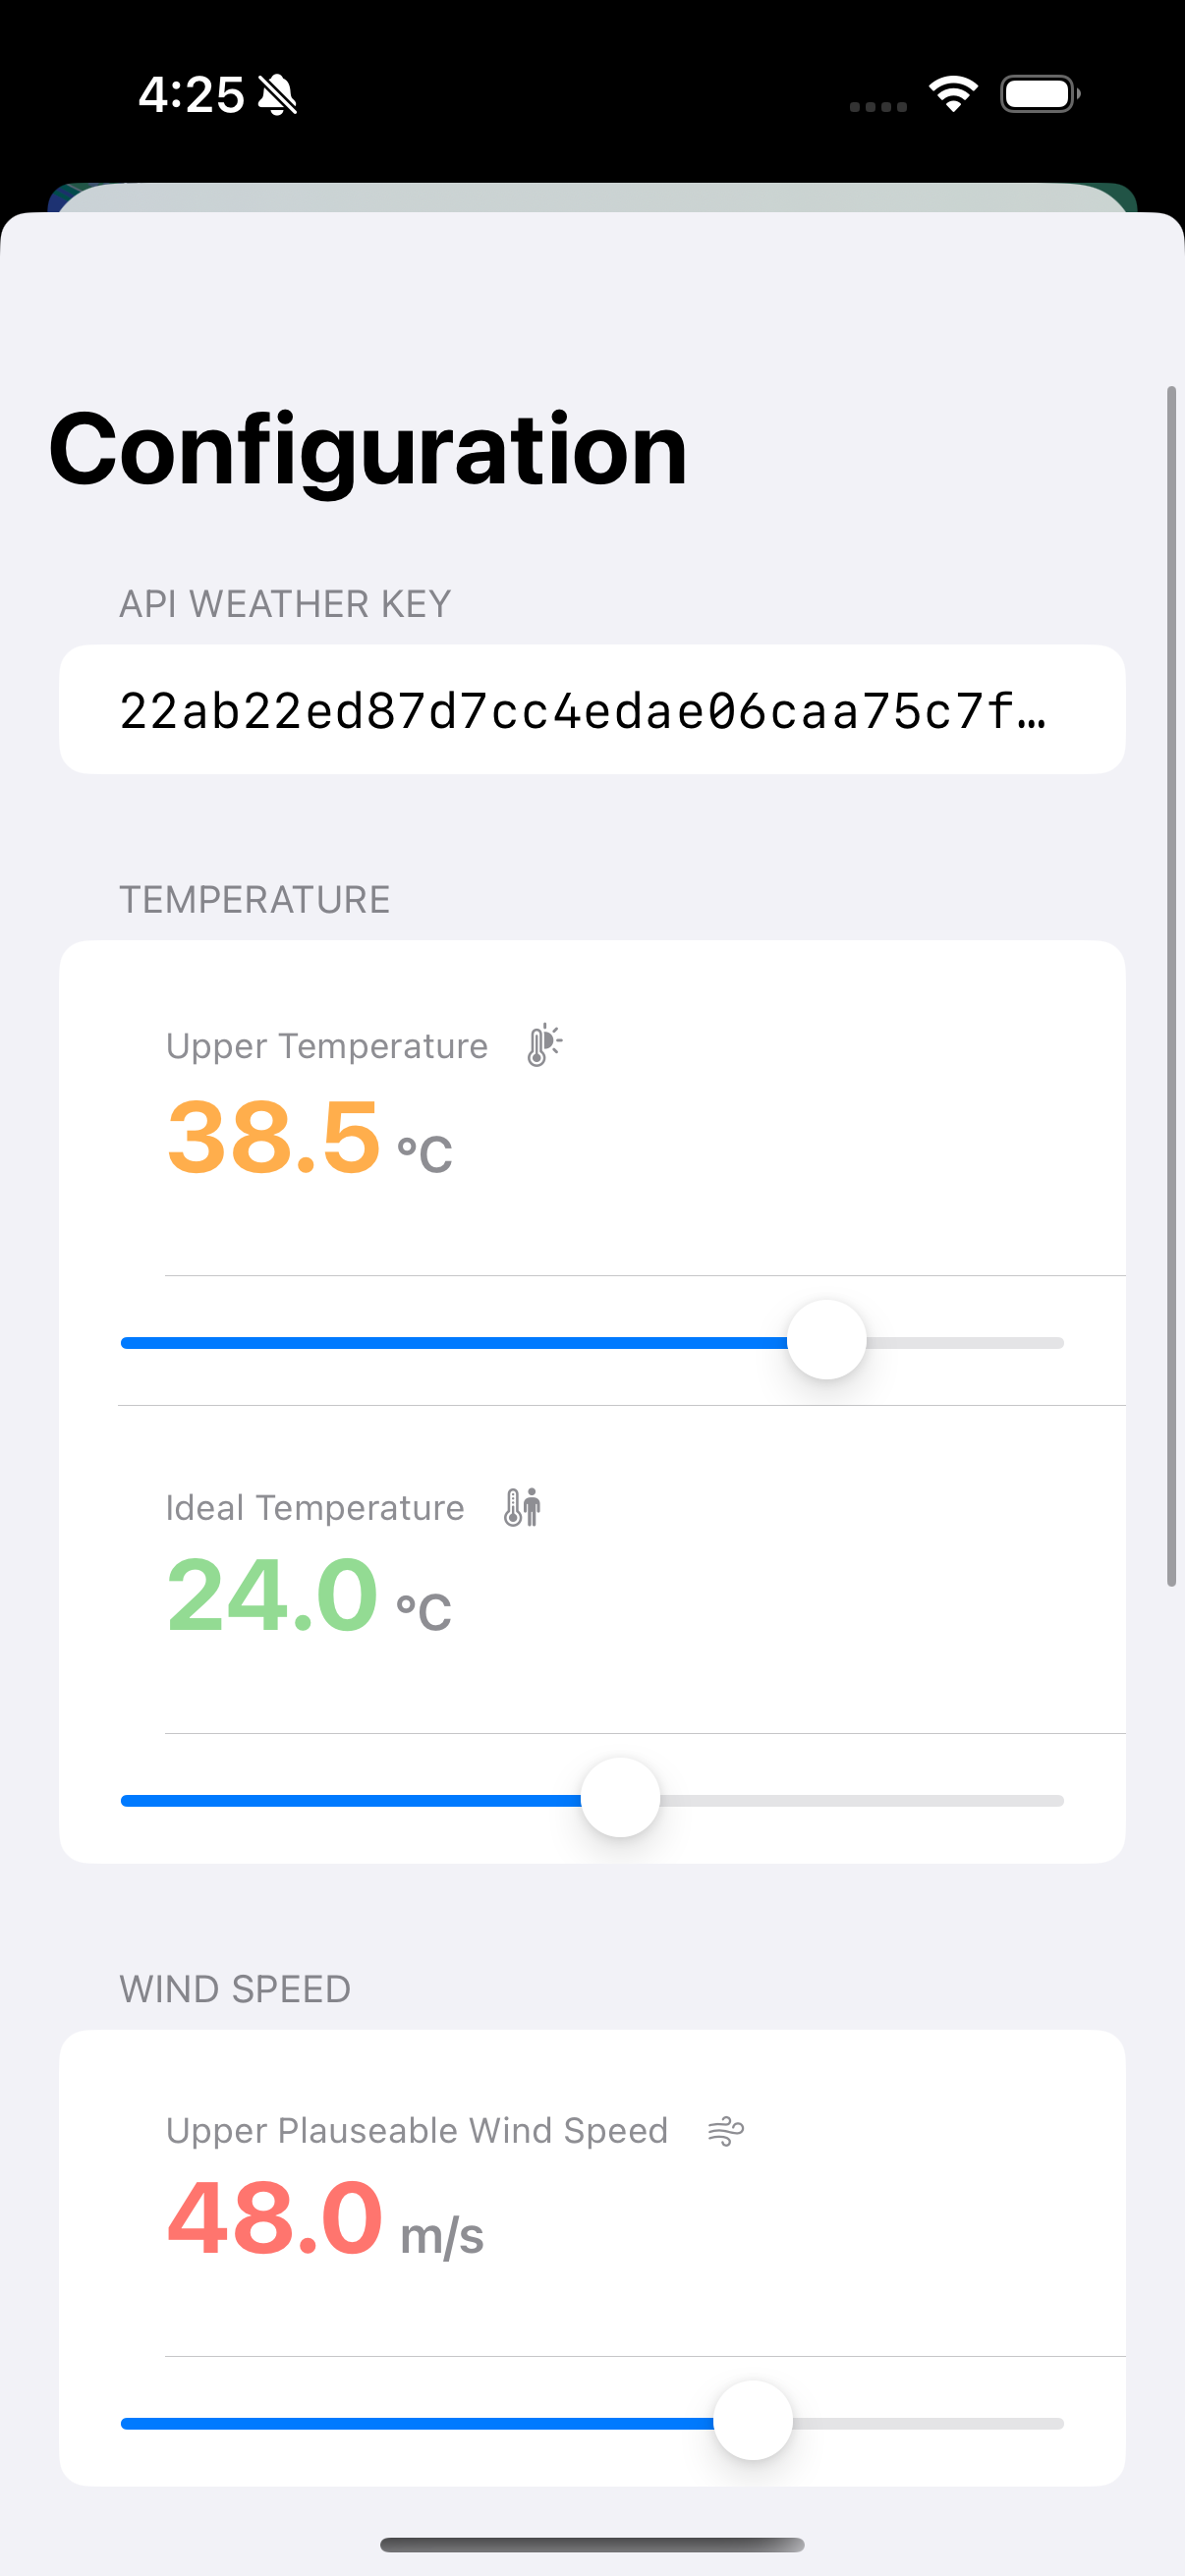 4:25
Configuration
API WEATHER KEY
22ab22ed87d7cc4edae06caa75c7f…
TEMPERATURE
Upper Temperature
38.5 °C
Ideal Temperature
24.0 °C
WIND SPEED
Upper Plauseable Wind Speed
48.0 m/s